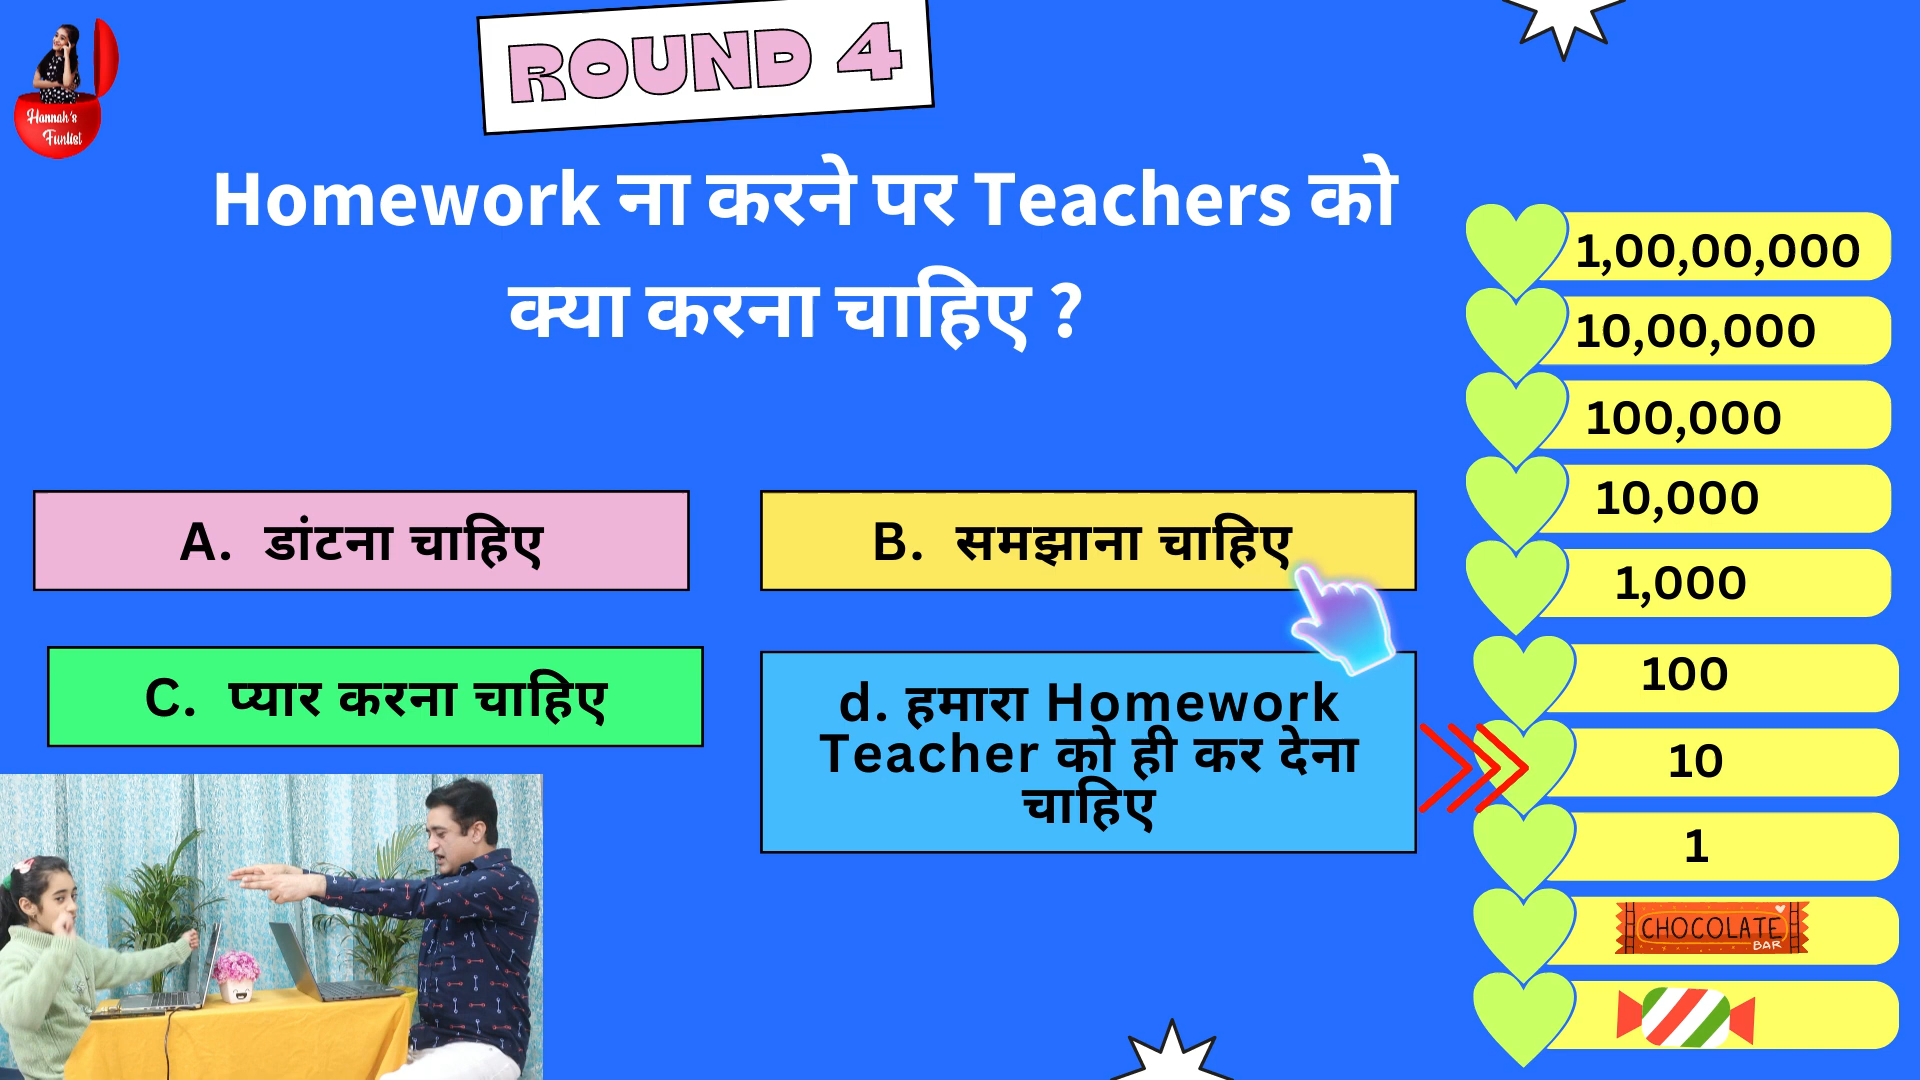 Hannah's
Funlist
ROUND 4
Homework ना करने पर Teachers को
क्या करना चाहिए ?
A. डांटना चाहिए
B. समझाना चाहिए
C. प्यार करना चाहिए
d. हमारा Homework
Teacher को ही कर देना
चाहिए
1,00,00,000
10,00,000
100,000
10,000
1,000
100
10
1
CHOCOLATE
BAR